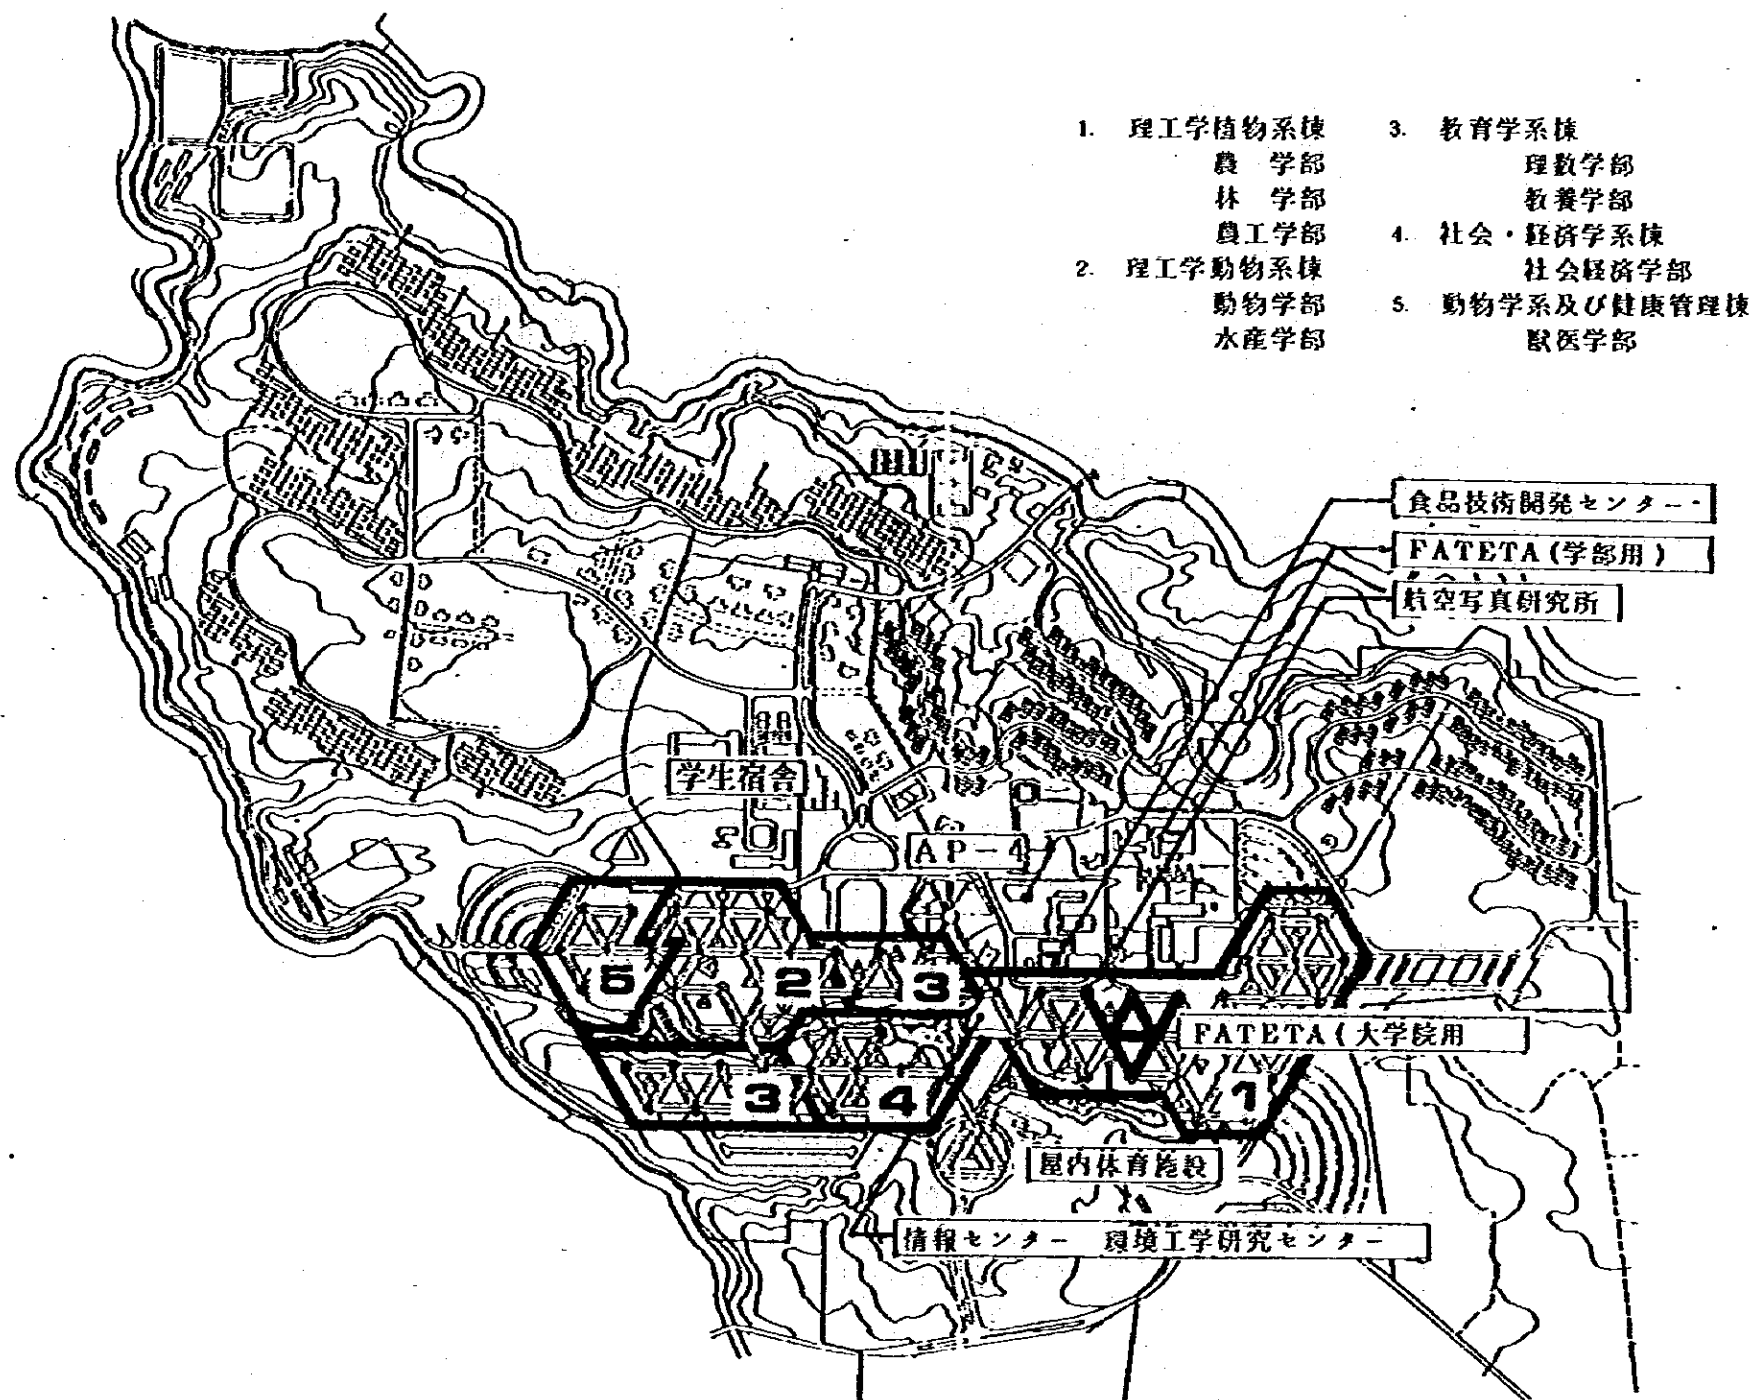 1. 理工学植物系棟
農 学部
林 学部
農工学部
2. 理工学動物系棟
動物学部
水産学部
3. 教育学系棟
理数学部
教養学部
4. 社会・経済学系棟
社会経済学部
5. 動物学系及び健康管理棟
獣医学部
食品技術開発センター
FATETA(学部用)
航空写真研究所
学生宿舎
AP-4
5
2
3
FATETA(大学院用
3
4
1
屋内体育施設
情報センター 環境工学研究センター